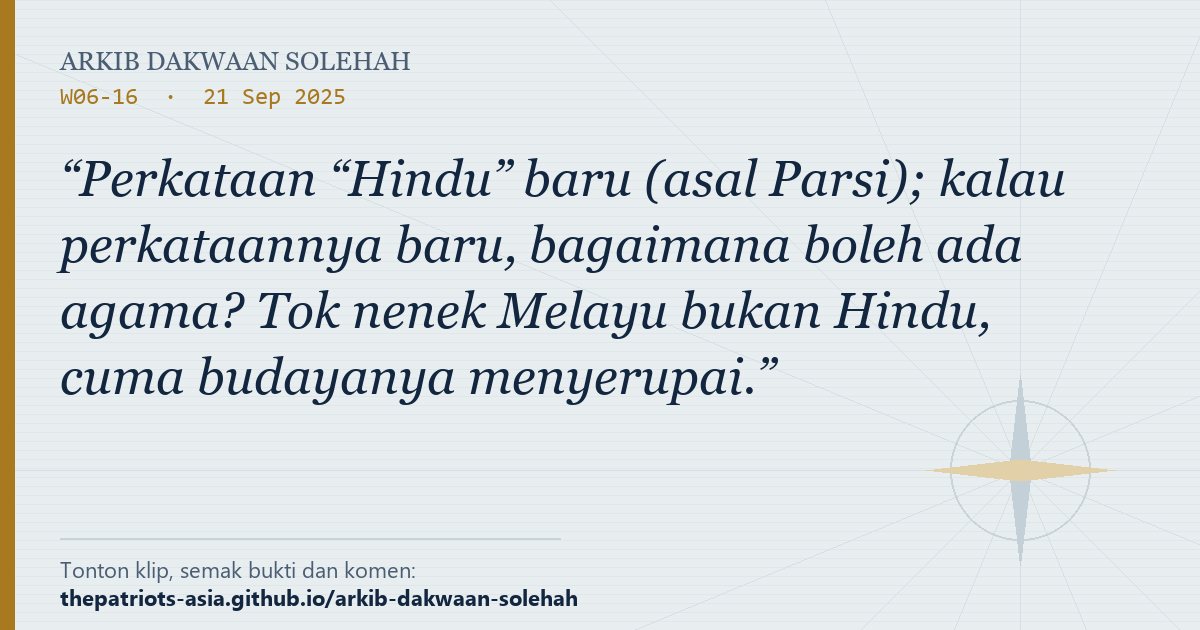 ARKIB DAKWAAN SOLEHAH
W06-16 · 21 Sep 2025
“Perkataan “Hindu” baru (asal Parsi); kalau
perkataannya baru, bagaimana boleh ada
agama? Tok nenek Melayu bukan Hindu,
cuma budayanya menyerupai.”
Tonton klip, semak bukti dan komen:
thepatriots-asia.github.io/arkib-dakwaan-solehah